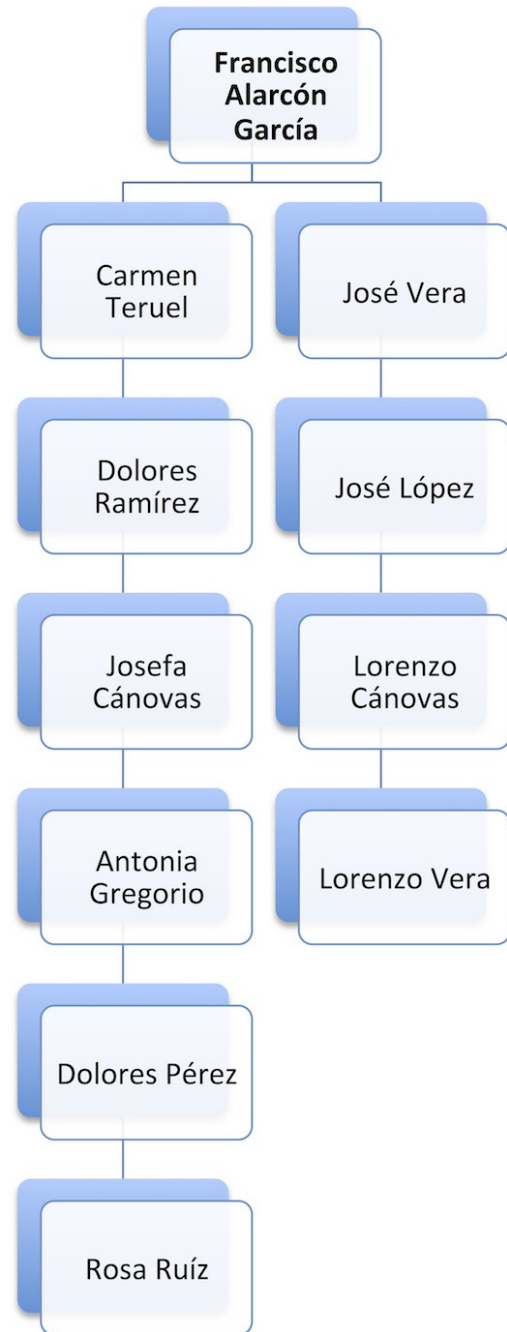 Francisco
Alarcón
García
Carmen
Teruel
José Vera
Dolores
Ramírez
José López
Josefa
Cánovas
Lorenzo
Cánovas
Antonia
Gregorio
Lorenzo Vera
Dolores Pérez
Rosa Ruíz